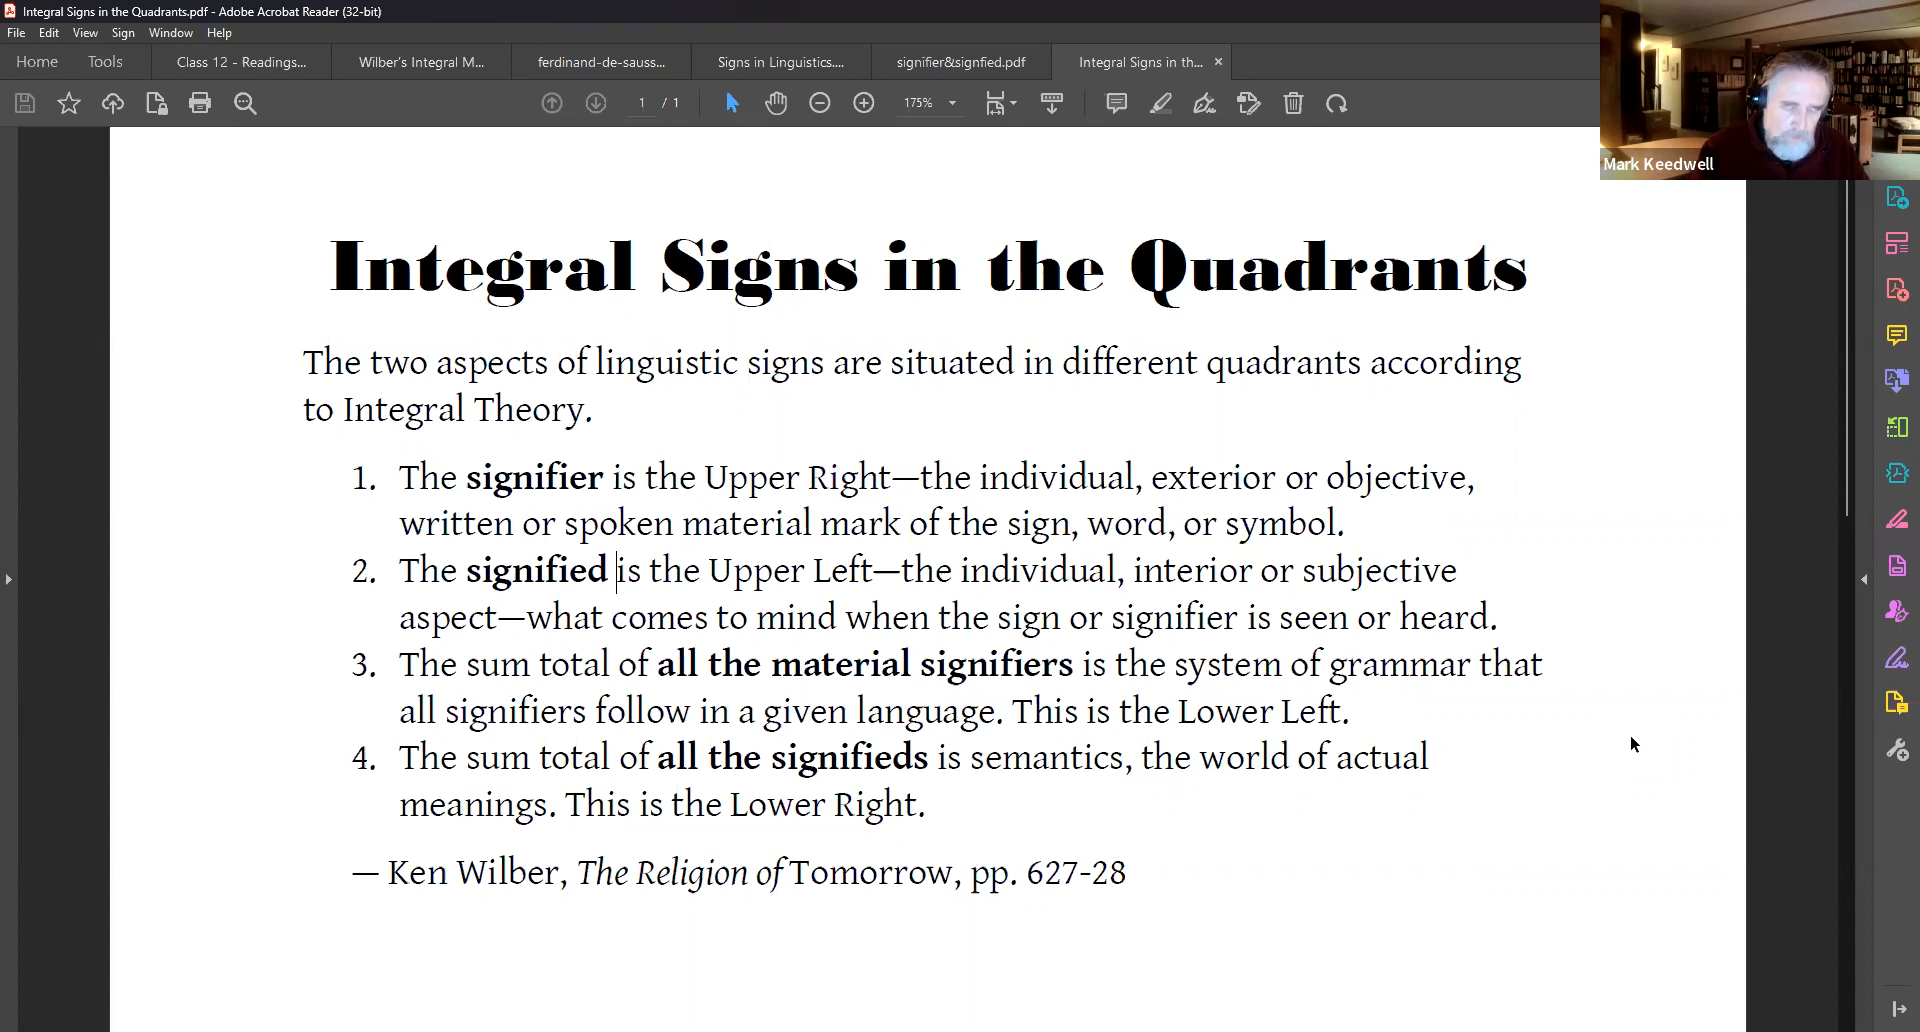 Integral Signs in the Quadrants.pdf - Adobe Acrobat Reader (32-bit)
File Edit View Sign Window Help
Home Tools Class 12 - Readings... Wilber's Integral M... ferdinand-de-sauss... Signs in Linguistics.... signifier&signfied.pdf Integral Signs in th... ×
1 / 1 175%
Mark Keedwell
Integral Signs in the Quadrants
The two aspects of linguistic signs are situated in different quadrants according
to Integral Theory.
1. The signifier is the Upper Right—the individual, exterior or objective,
written or spoken material mark of the sign, word, or symbol.
2. The signified is the Upper Left—the individual, interior or subjective
aspect—what comes to mind when the sign or signifier is seen or heard.
3. The sum total of all the material signifiers is the system of grammar that
all signifiers follow in a given language. This is the Lower Left.
4. The sum total of all the signifieds is semantics, the world of actual
meanings. This is the Lower Right.
— Ken Wilber, The Religion of Tomorrow, pp. 627-28